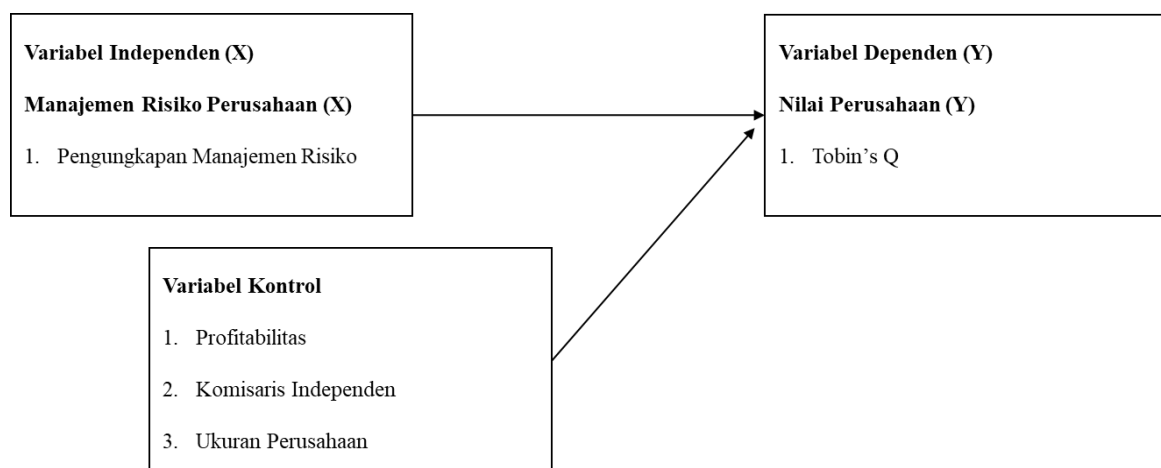 Variabel Independen (X)
Manajemen Risiko Perusahaan (X)
1. Pengungkapan Manajemen Risiko
Variabel Dependen (Y)
Nilai Perusahaan (Y)
1. Tobin’s Q
Variabel Kontrol
1. Profitabilitas
2. Komisaris Independen
3. Ukuran Perusahaan